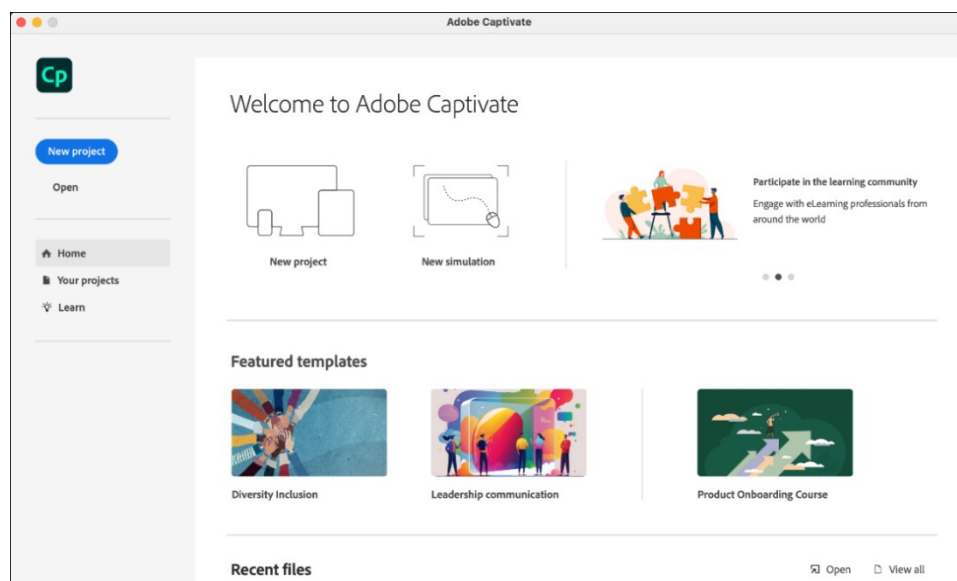 Adobe Captivate
Cp
New project
Open
Home
Your projects
Learn
Welcome to Adobe Captivate
New project
New simulation
Participate in the learning community
Engage with eLearning professionals from
around the world
Featured templates
Diversity Inclusion
Leadership communication
Product Onboarding Course
Recent files
Open
View all